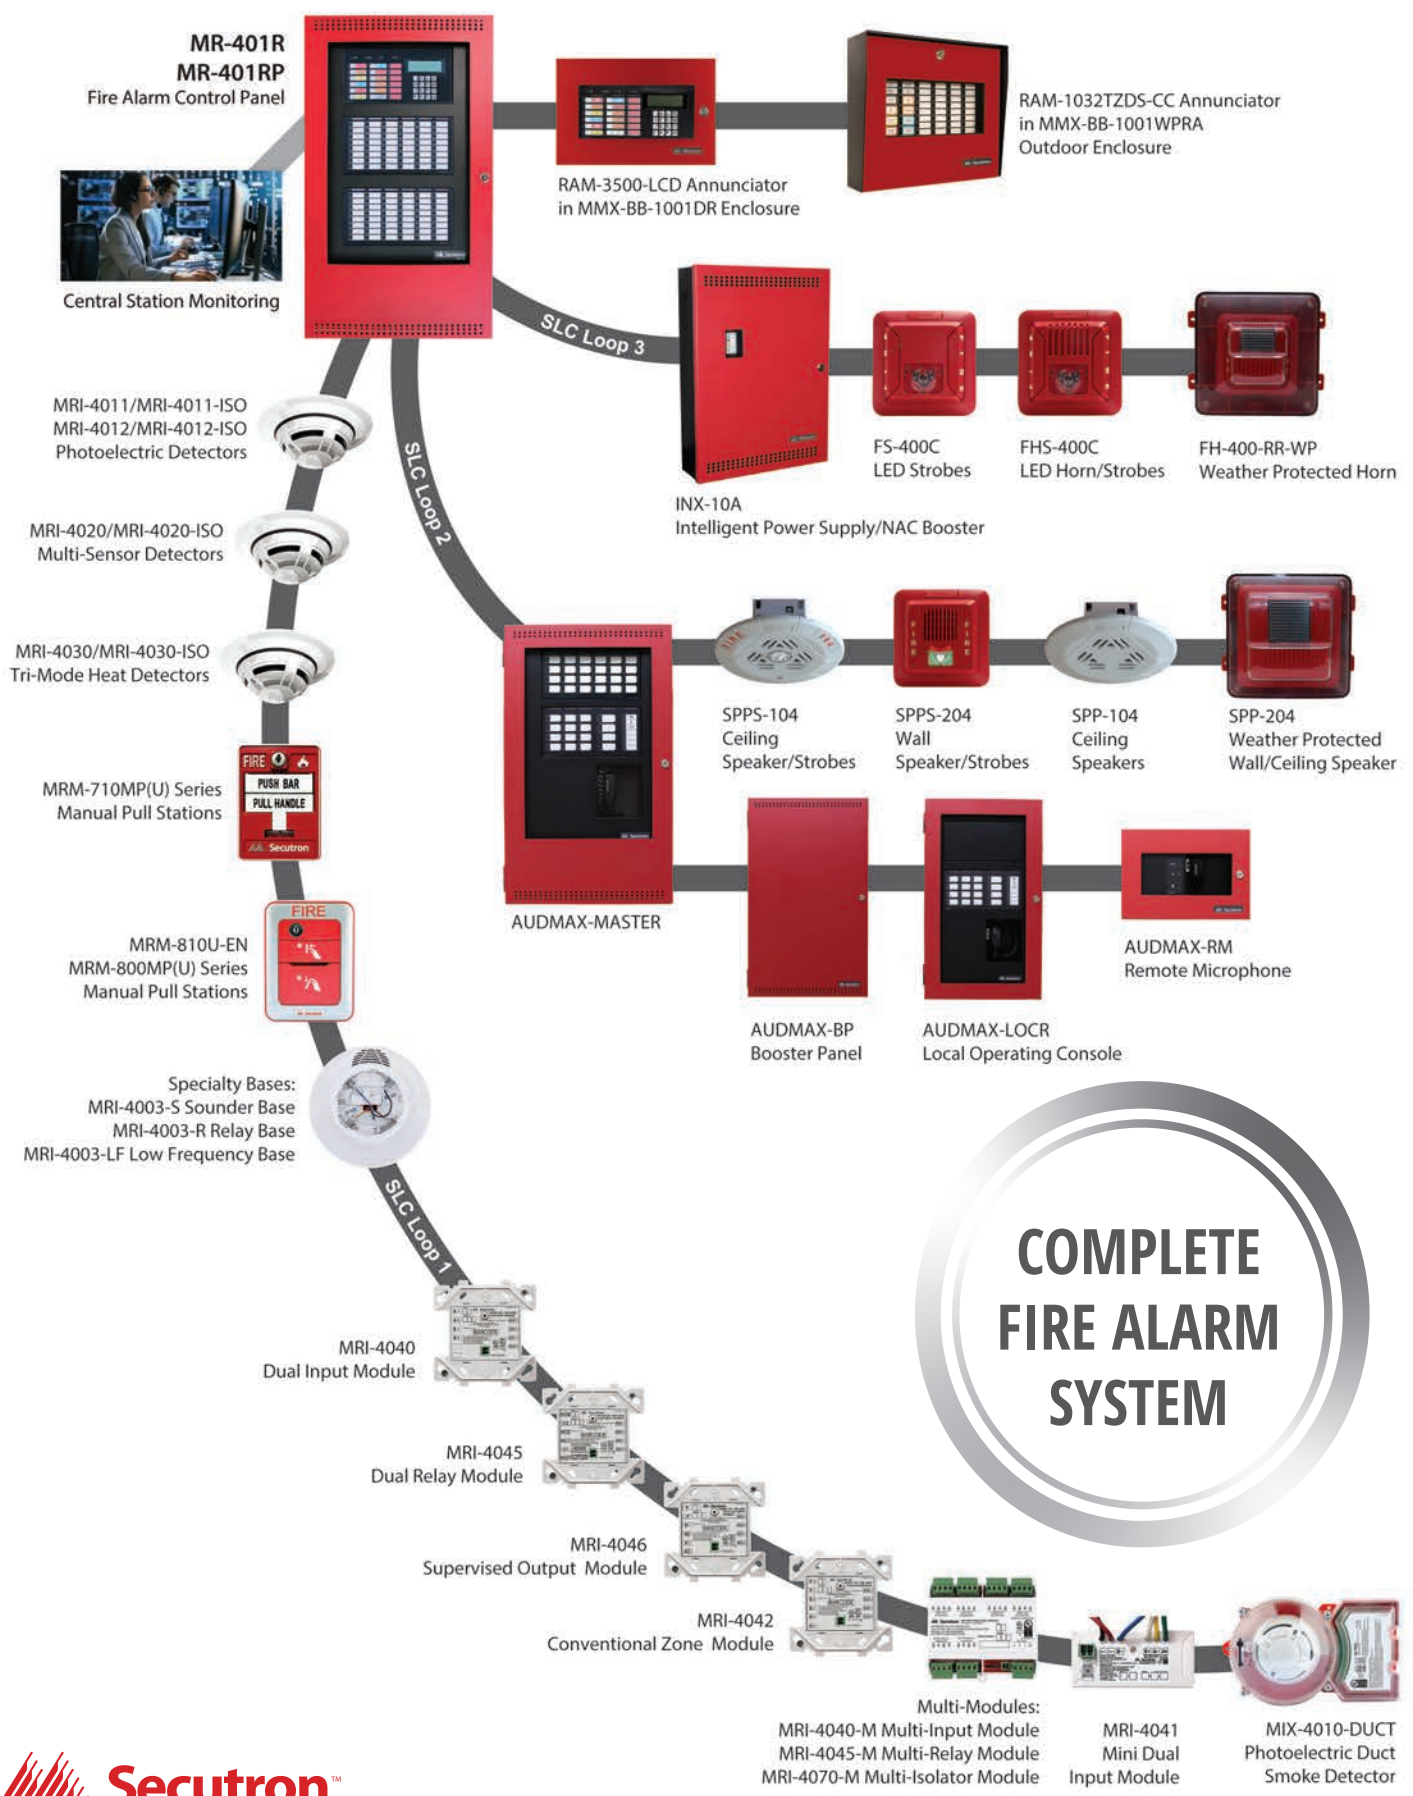 MR-401R
MR-401RP
Fire Alarm Control Panel
RAM-3500-LCD Annunciator
in MMX-BB-1001DR Enclosure
RAM-1032TZDS-CC Annunciator
in MMX-BB-1001WPRA
Outdoor Enclosure
Central Station Monitoring
SLC Loop 3
INX-10A
Intelligent Power Supply/NAC Booster
FS-400C
LED Strobes
FHS-400C
LED Horn/Strobes
FH-400-RR-WP
Weather Protected Horn
MRI-4011/MRI-4011-ISO
MRI-4012/MRI-4012-ISO
Photoelectric Detectors
SLC Loop 2
MRI-4020/MRI-4020-ISO
Multi-Sensor Detectors
MRI-4030/MRI-4030-ISO
Tri-Mode Heat Detectors
FIRE
FIRE
FIRE
FIRE
SPPS-104
Ceiling
Speaker/Strobes
SPPS-204
Wall
Speaker/Strobes
SPP-104
Ceiling
Speakers
SPP-204
Weather Protected
Wall/Ceiling Speaker
FIRE
PUSH BAR
PULL HANDLE
Secutron
MRM-710MP(U) Series
Manual Pull Stations
AUDMAX-MASTER
AUDMAX-BP
Booster Panel
AUDMAX-LOCR
Local Operating Console
AUDMAX-RM
Remote Microphone
FIRE
MRM-810U-EN
MRM-800MP(U) Series
Manual Pull Stations
Specialty Bases:
MRI-4003-S Sounder Base
MRI-4003-R Relay Base
MRI-4003-LF Low Frequency Base
SLC Loop 1
COMPLETE
FIRE ALARM
SYSTEM
MRI-4040
Dual Input Module
BARCODE
MRI-4045
Dual Relay Module
MRI-4046
Supervised Output Module
MRI-4042
Conventional Zone Module
Multi-Modules:
MRI-4040-M Multi-Input Module
MRI-4045-M Multi-Relay Module
MRI-4070-M Multi-Isolator Module
MRI-4041
Mini Dual
Input Module
MIX-4010-DUCT
Photoelectric Duct
Smoke Detector
Secutron™